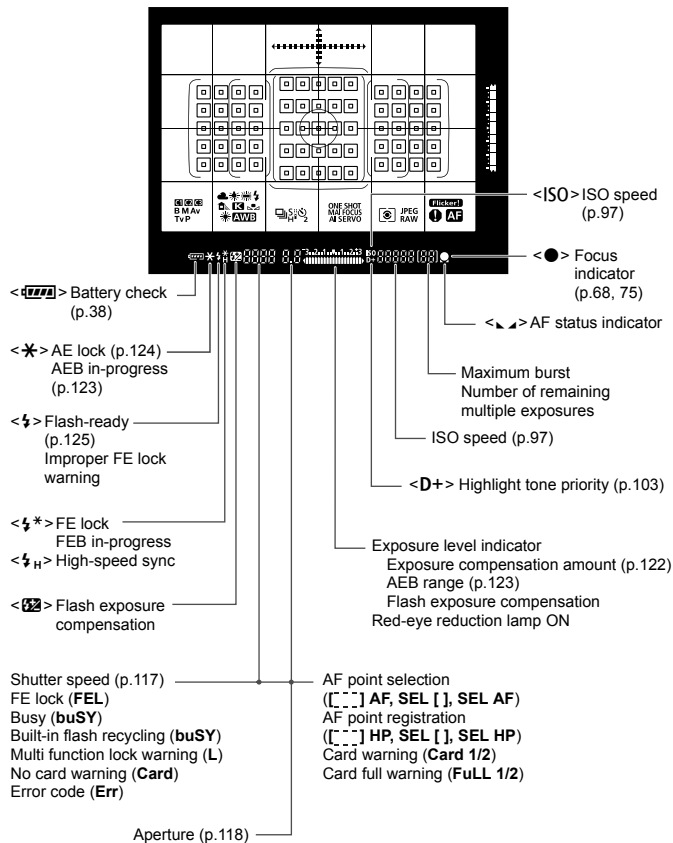 B M Av
Tv P
K
AWB
S
H
2
ONE SHOT
MAI FOCUS
AI SERVO
JPEG
RAW
Flicker!
AF
ISO
D+
<ISO> ISO speed
(p.97)
<●> Focus
indicator
(p.68, 75)
< > AF status indicator
< > Battery check
(p.38)
<✱> AE lock (p.124)
AEB in-progress
(p.123)
Maximum burst
Number of remaining
multiple exposures
<⚡> Flash-ready
(p.125)
Improper FE lock
warning
ISO speed (p.97)
<D+> Highlight tone priority (p.103)
<⚡*> FE lock
FEB in-progress
<⚡H> High-speed sync
Exposure level indicator
Exposure compensation amount (p.122)
AEB range (p.123)
Flash exposure compensation
Red-eye reduction lamp ON
< > Flash exposure
compensation
Shutter speed (p.117)
FE lock (FEL)
Busy (buSY)
Built-in flash recycling (buSY)
Multi function lock warning (L)
No card warning (Card)
Error code (Err)
AF point selection
([ ] AF, SEL [ ], SEL AF)
AF point registration
([ ] HP, SEL [ ], SEL HP)
Card warning (Card 1/2)
Card full warning (FuLL 1/2)
Aperture (p.118)